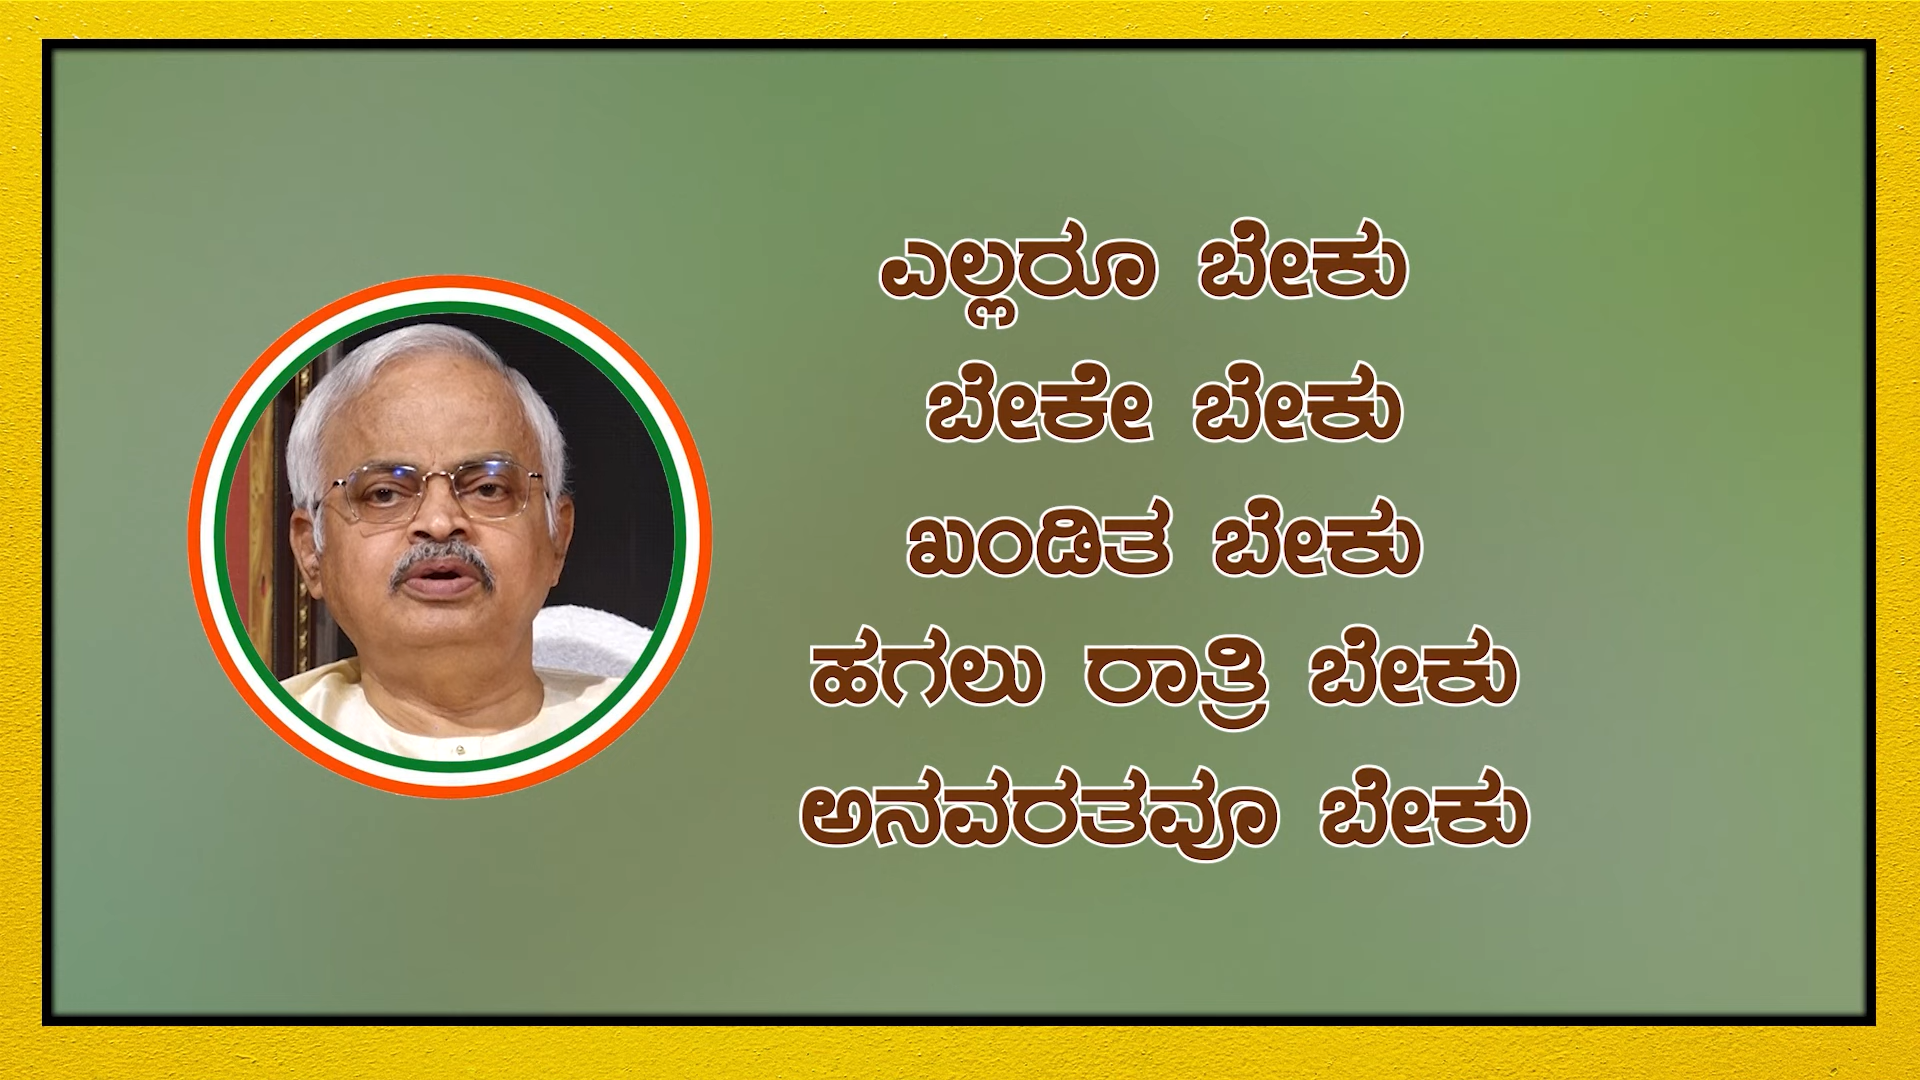 ಎಲ್ಲರೂ ಬೇಕು
ಬೇಕೇ ಬೇಕು
ಖಂಡಿತ ಬೇಕು
ಹಗಲು ರಾತ್ರಿ ಬೇಕು
ಅನವರತವೂ ಬೇಕು